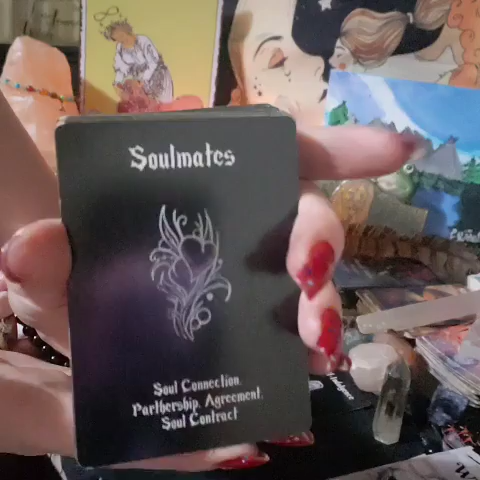 Soulmates
Soul Connection.
Partnership. Agreement.
Soul Contract